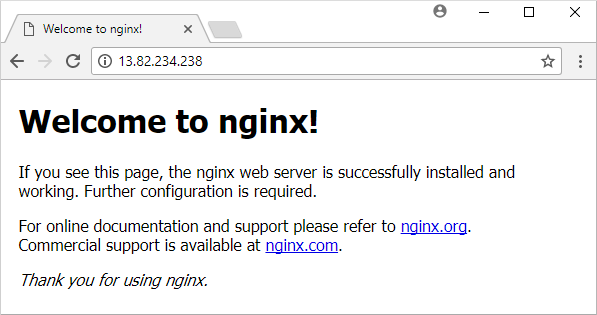 Welcome to nginx!
13.82.234.238
Welcome to nginx!
If you see this page, the nginx web server is successfully installed and
working. Further configuration is required.
For online documentation and support please refer to nginx.org.
Commercial support is available at nginx.com.
Thank you for using nginx.